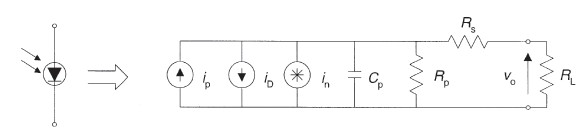 R_s
i_p i_D i_n C_p R_p v_o R_L